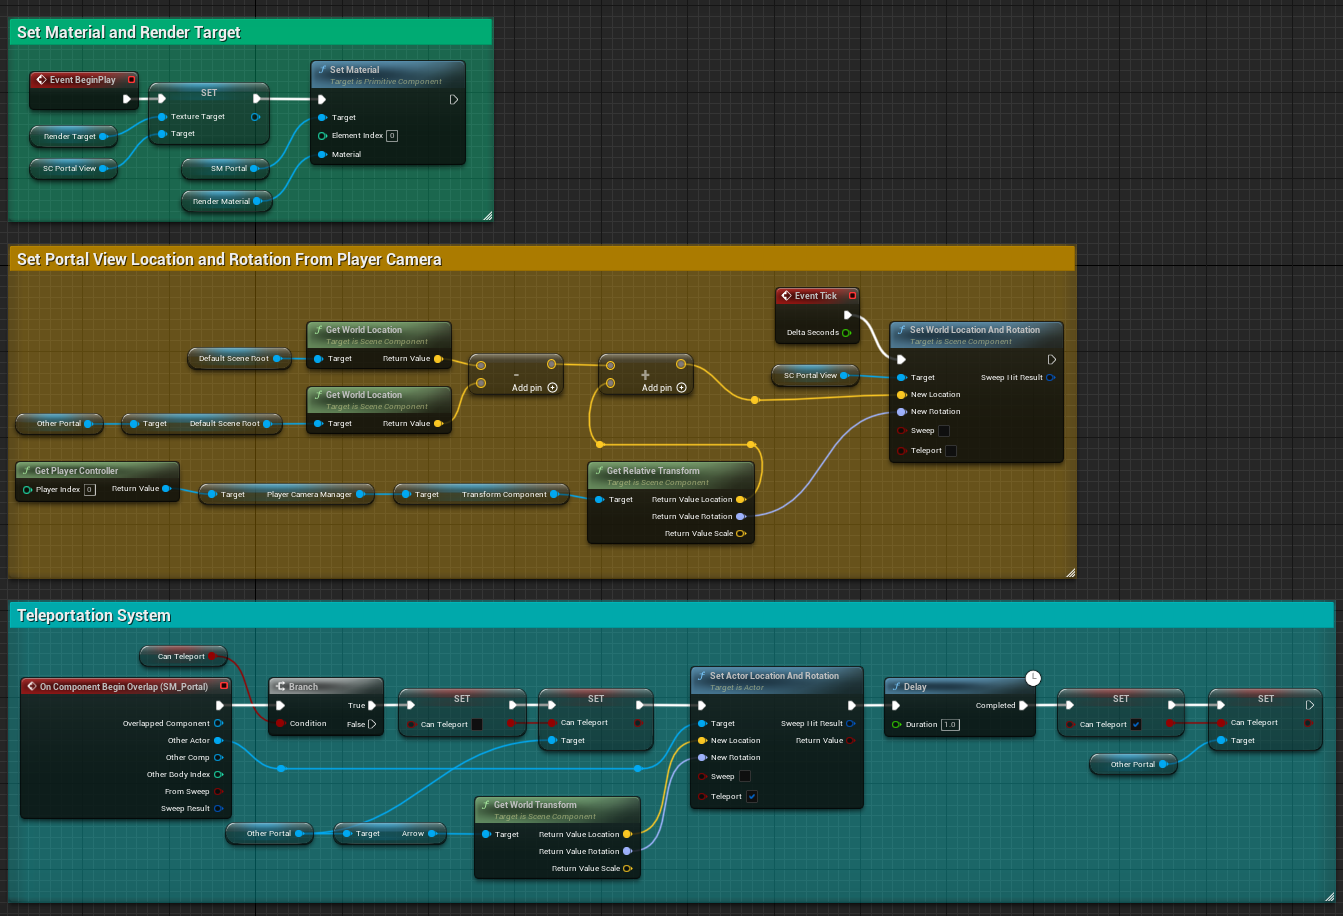 Set Material and Render Target
Event BeginPlay
SET
Texture Target
Target
Render Target
SC Portal View
SM Portal
Render Material
Set Material
Target is Primitive Component
Target
Element Index 0
Material
Set Portal View Location and Rotation From Player Camera
Event Tick
Delta Seconds
Default Scene Root
Get World Location
Target is Scene Component
Target Return Value
Get World Location
Target is Scene Component
Target Return Value
Other Portal
Target Default Scene Root
-
Add pin
+
Add pin
SC Portal View
Set World Location And Rotation
Target is Scene Component
Target Sweep Hit Result
New Location
New Rotation
Sweep
Teleport
Get Player Controller
Player Index 0 Return Value
Target Player Camera Manager
Target Transform Component
Get Relative Transform
Target is Scene Component
Target Return Value Location
Return Value Rotation
Return Value Scale
Teleportation System
Can Teleport
On Component Begin Overlap (SM_Portal)
Overlapped Component
Other Actor
Other Comp
Other Body Index
From Sweep
Sweep Result
Branch
True
Condition False
SET
Can Teleport
SET
Can Teleport
Target
Other Portal
Target Arrow
Get World Transform
Target is Scene Component
Target Return Value Location
Return Value Rotation
Return Value Scale
Set Actor Location And Rotation
Target is Actor
Target Sweep Hit Result
New Location Return Value
New Rotation
Sweep
Teleport
Delay
Completed
Duration 1.0
SET
Can Teleport
Other Portal
SET
Can Teleport
Target